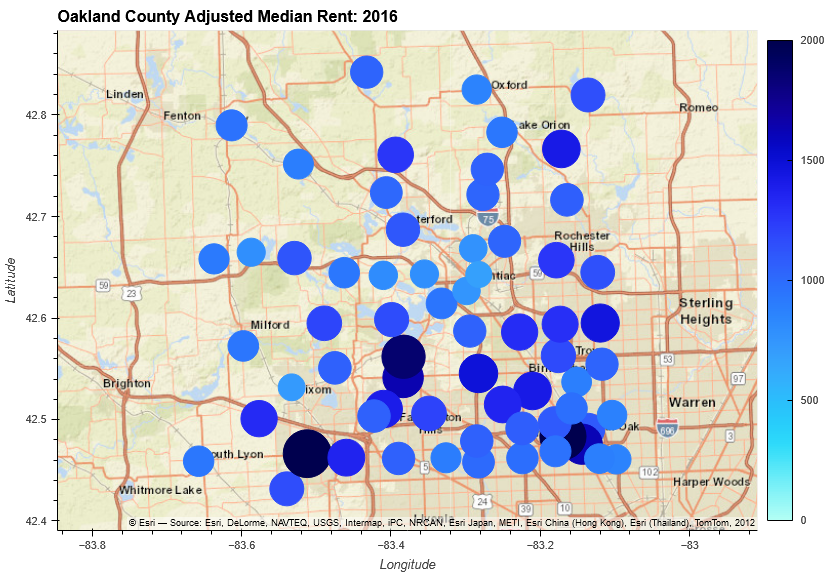 Oakland County Adjusted Median Rent: 2016
2000
Linden
Oxford
42.8
Fenton
ake Orion
Romeo
1500
42.7
terford
75
Rochester
Hills
59
ntiac
59
23
1000
Latitude
Sterling
Heights
42.6
Milford
Tro
53
Brighton
ixom
Bi
97
Warren
500
42.5
Fa
ton
Hills
Oak
696
3
outh Lyon
5
102
Whitmore Lake
Harper Woods
24
39
10
42.4
© Esri — Source: Esri, DeLorme, NAVTEQ, USGS, Intermap, iPC, NRCAN, Esri Japan, METI, Esri China (Hong Kong), Esri (Thailand), TomTom, 2012
0
−83.8
−83.6
−83.4
−83.2
−83
Longitude